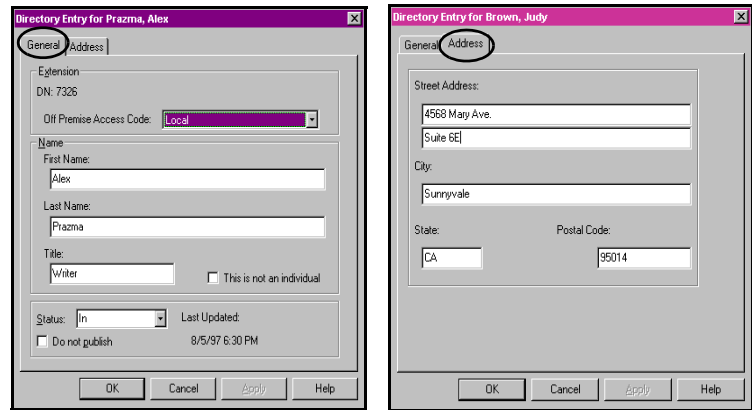 Directory Entry for Prazma, Alex
General Address
Extension
DN: 7326
Off Premise Access Code: Local
Name
First Name:
Alex
Last Name:
Prazma
Title:
Writer
This is not an individual
Status: In
Last Updated:
Do not publish
8/5/97 6:30 PM
OK Cancel Apply Help
Directory Entry for Brown, Judy
General Address
Street Address:
4568 Mary Ave.
Suite 6E
City:
Sunnyvale
State: Postal Code:
CA 95014
OK Cancel Apply Help